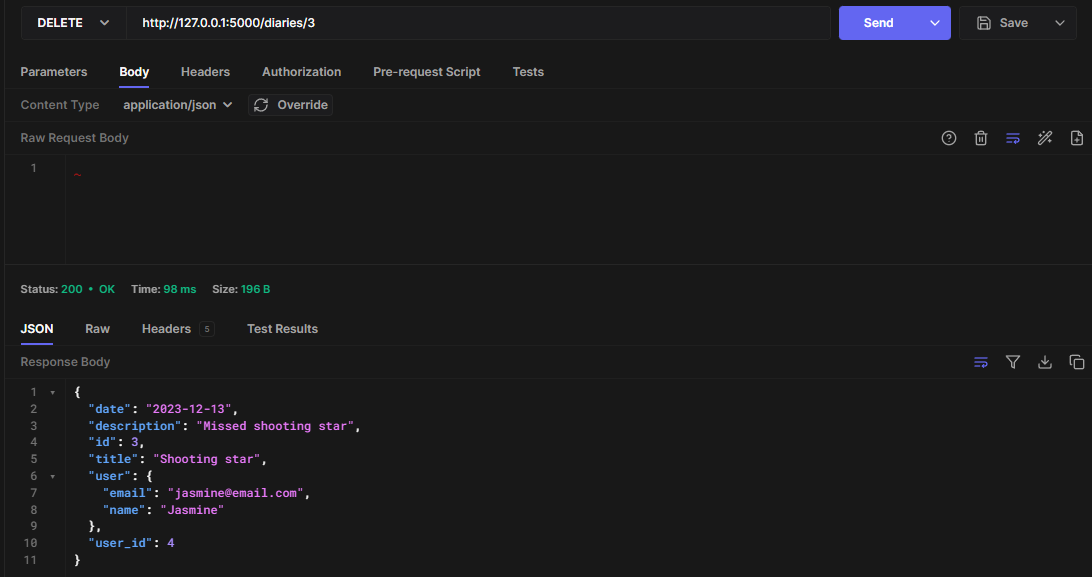 DELETE http://127.0.0.1:5000/diaries/3 Send Save
Parameters Body Headers Authorization Pre-request Script Tests
Content Type application/json Override
Raw Request Body
1
Status: 200 • OK Time: 98 ms Size: 196 B
JSON Raw Headers 5 Test Results
Response Body
1 {
2 "date": "2023-12-13",
3 "description": "Missed shooting star",
4 "id": 3,
5 "title": "Shooting star",
6 "user": {
7 "email": "jasmine@email.com",
8 "name": "Jasmine"
9 },
10 "user_id": 4
11 }